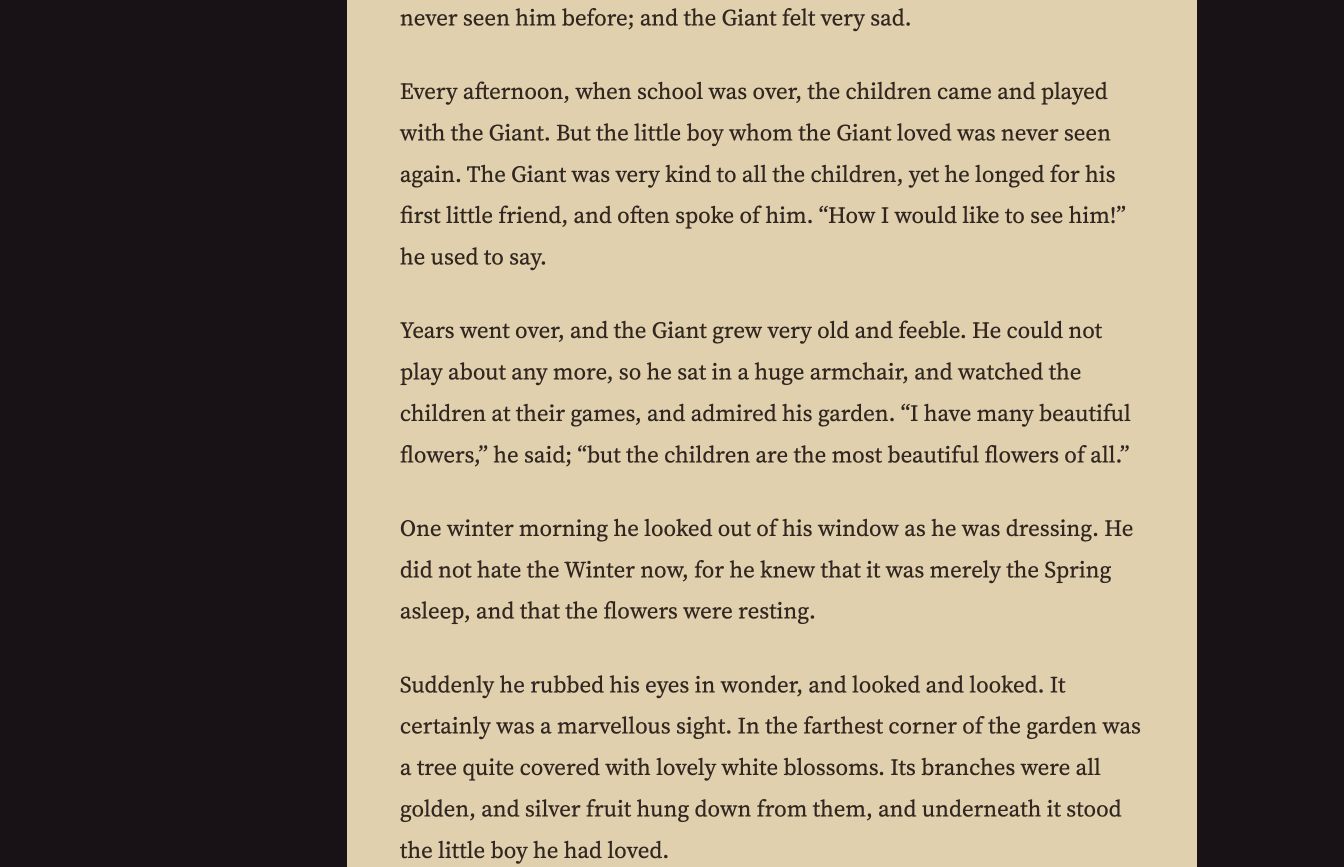 never seen him before; and the Giant felt very sad.
Every afternoon, when school was over, the children came and played
with the Giant. But the little boy whom the Giant loved was never seen
again. The Giant was very kind to all the children, yet he longed for his
first little friend, and often spoke of him. “How I would like to see him!”
he used to say.
Years went over, and the Giant grew very old and feeble. He could not
play about any more, so he sat in a huge armchair, and watched the
children at their games, and admired his garden. “I have many beautiful
flowers,” he said; “but the children are the most beautiful flowers of all.”
One winter morning he looked out of his window as he was dressing. He
did not hate the Winter now, for he knew that it was merely the Spring
asleep, and that the flowers were resting.
Suddenly he rubbed his eyes in wonder, and looked and looked. It
certainly was a marvellous sight. In the farthest corner of the garden was
a tree quite covered with lovely white blossoms. Its branches were all
golden, and silver fruit hung down from them, and underneath it stood
the little boy he had loved.